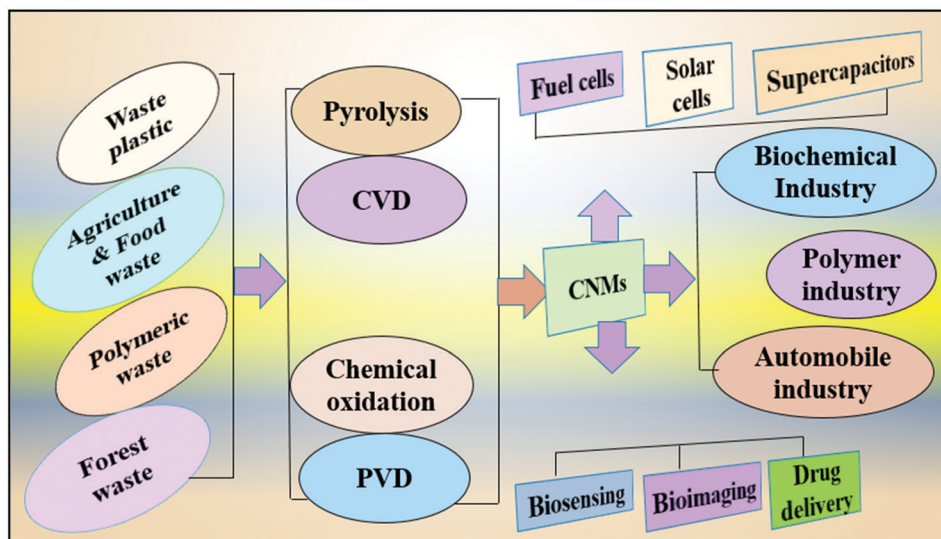 Waste
plastic
Agriculture
& Food
waste
Polymeric
waste
Forest
waste
Pyrolysis
CVD
Chemical
oxidation
PVD
CNMs
Fuel cells
Solar
cells
Supercapacitors
Biochemical
Industry
Polymer
industry
Automobile
industry
Biosensing
Bioimaging
Drug
delivery